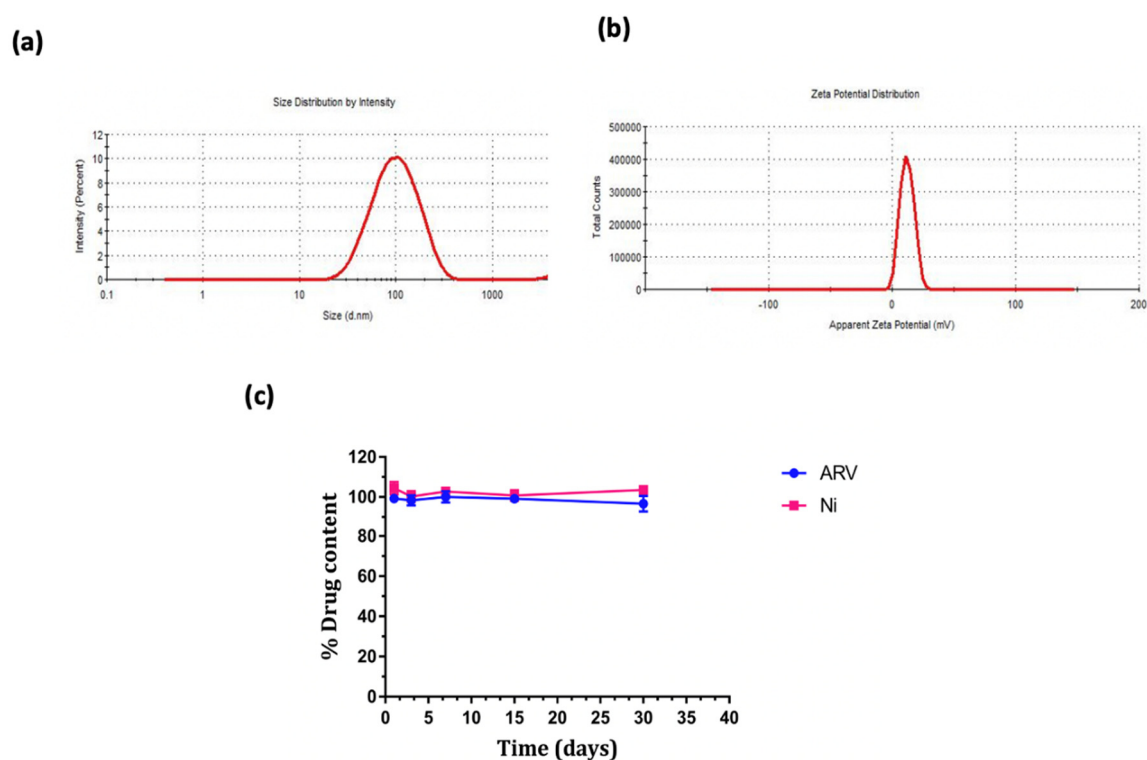 (a)
Size Distribution by Intensity
12
10
8
6
4
2
0
Intensity (Percent)
0.1 1 10 100 1000
Size (d.nm)
(b)
Zeta Potential Distribution
500000
400000
300000
200000
100000
0
Total Counts
-100 0 100 200
Apparent Zeta Potential (mV)
(c)
120
100
80
60
40
20
0
% Drug content
0 5 10 15 20 25 30 35 40
Time (days)
ARV
Ni